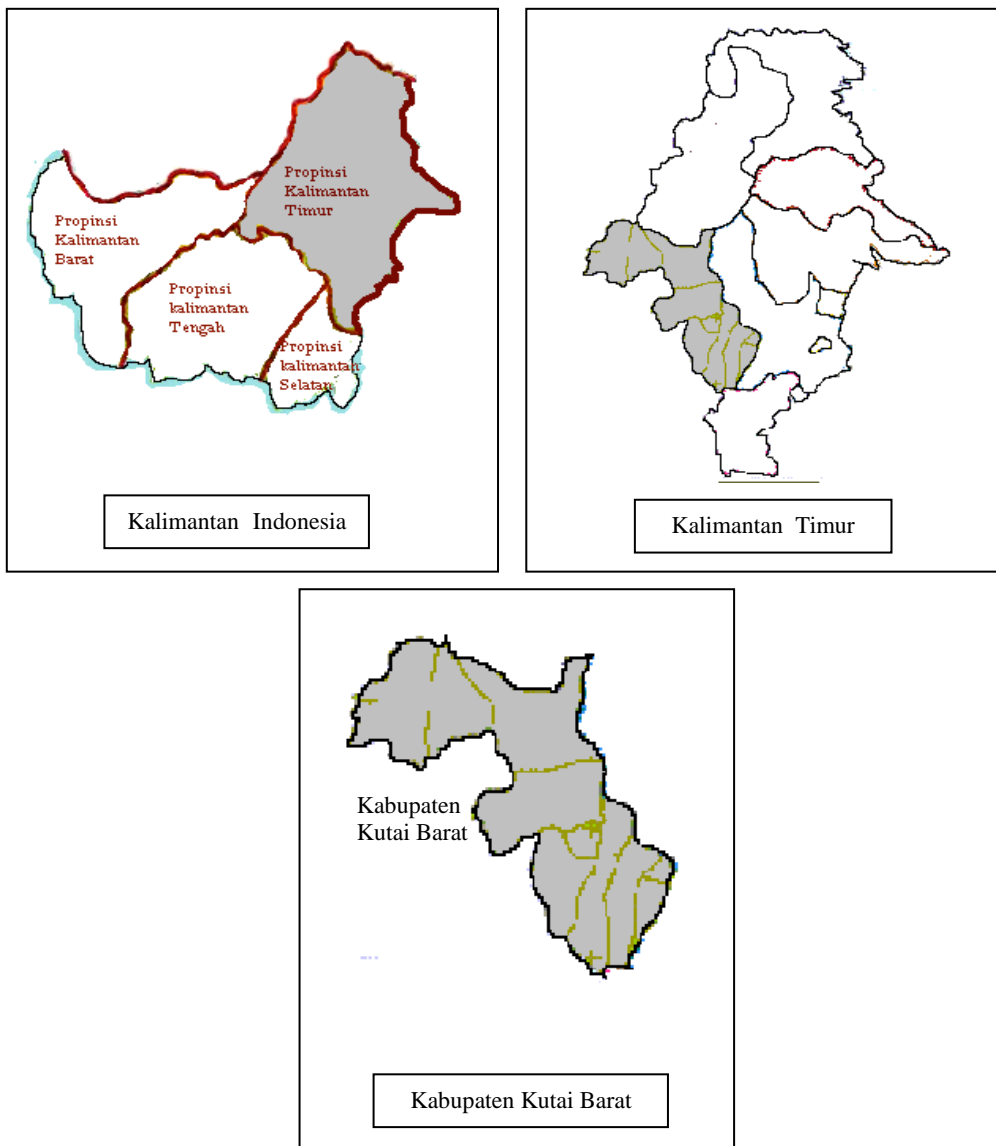 Propinsi
Kalimantan
Timur
Propinsi
Kalimantan
Barat
Propinsi
kalimantan
Tengah
Propinsi
kalimantan
Selatan
Kalimantan Indonesia
Kalimantan Timur
Kabupaten
Kutai Barat
Kabupaten Kutai Barat